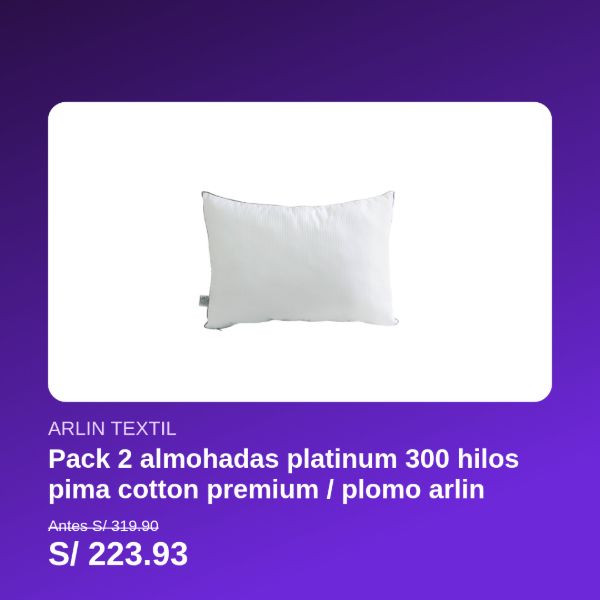 ARLIN TEXTIL
Pack 2 almohadas platinum 300 hilos
pima cotton premium / plomo arlin
Antes S/ 319.90
S/ 223.93